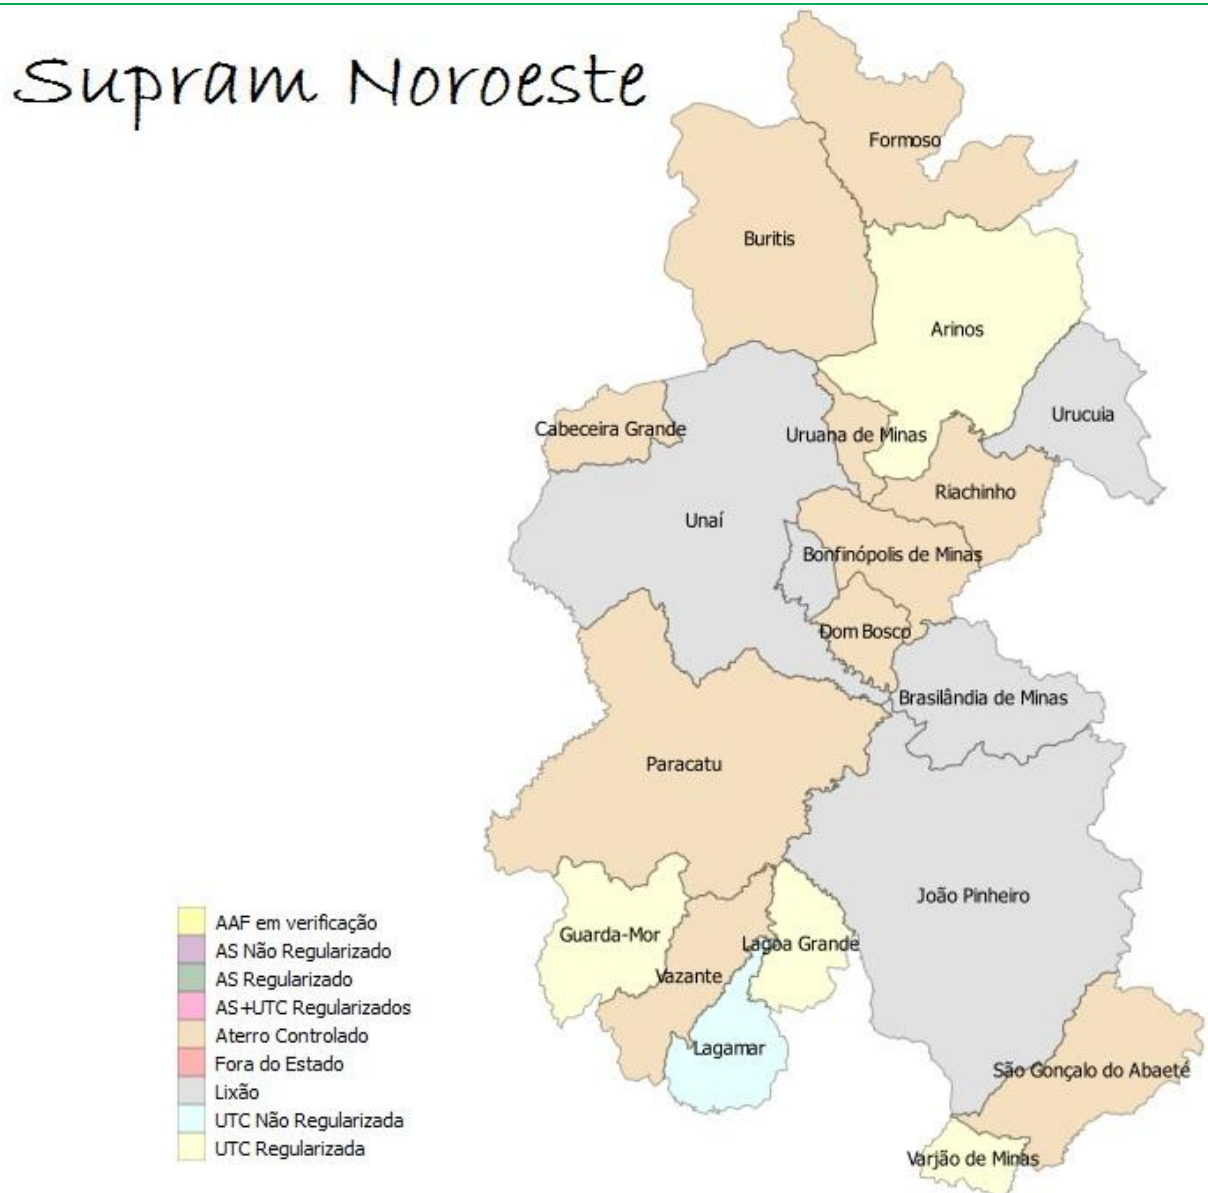 Supram Noroeste
Formoso
Buritis
Arinos
Urucuia
Cabeceira Grande
Uruana de Minas
Riachinho
Unaí
Bonfinópolis de Minas
Dom Bosco
Brasilândia de Minas
Paracatu
João Pinheiro
Guarda-Mor
Lagoa Grande
Vazante
Lagamar
São Gonçalo do Abaeté
Varjão de Minas
AAF em verificação
AS Não Regularizado
AS Regularizado
AS+UTC Regularizados
Aterro Controlado
Fora do Estado
Lixão
UTC Não Regularizada
UTC Regularizada